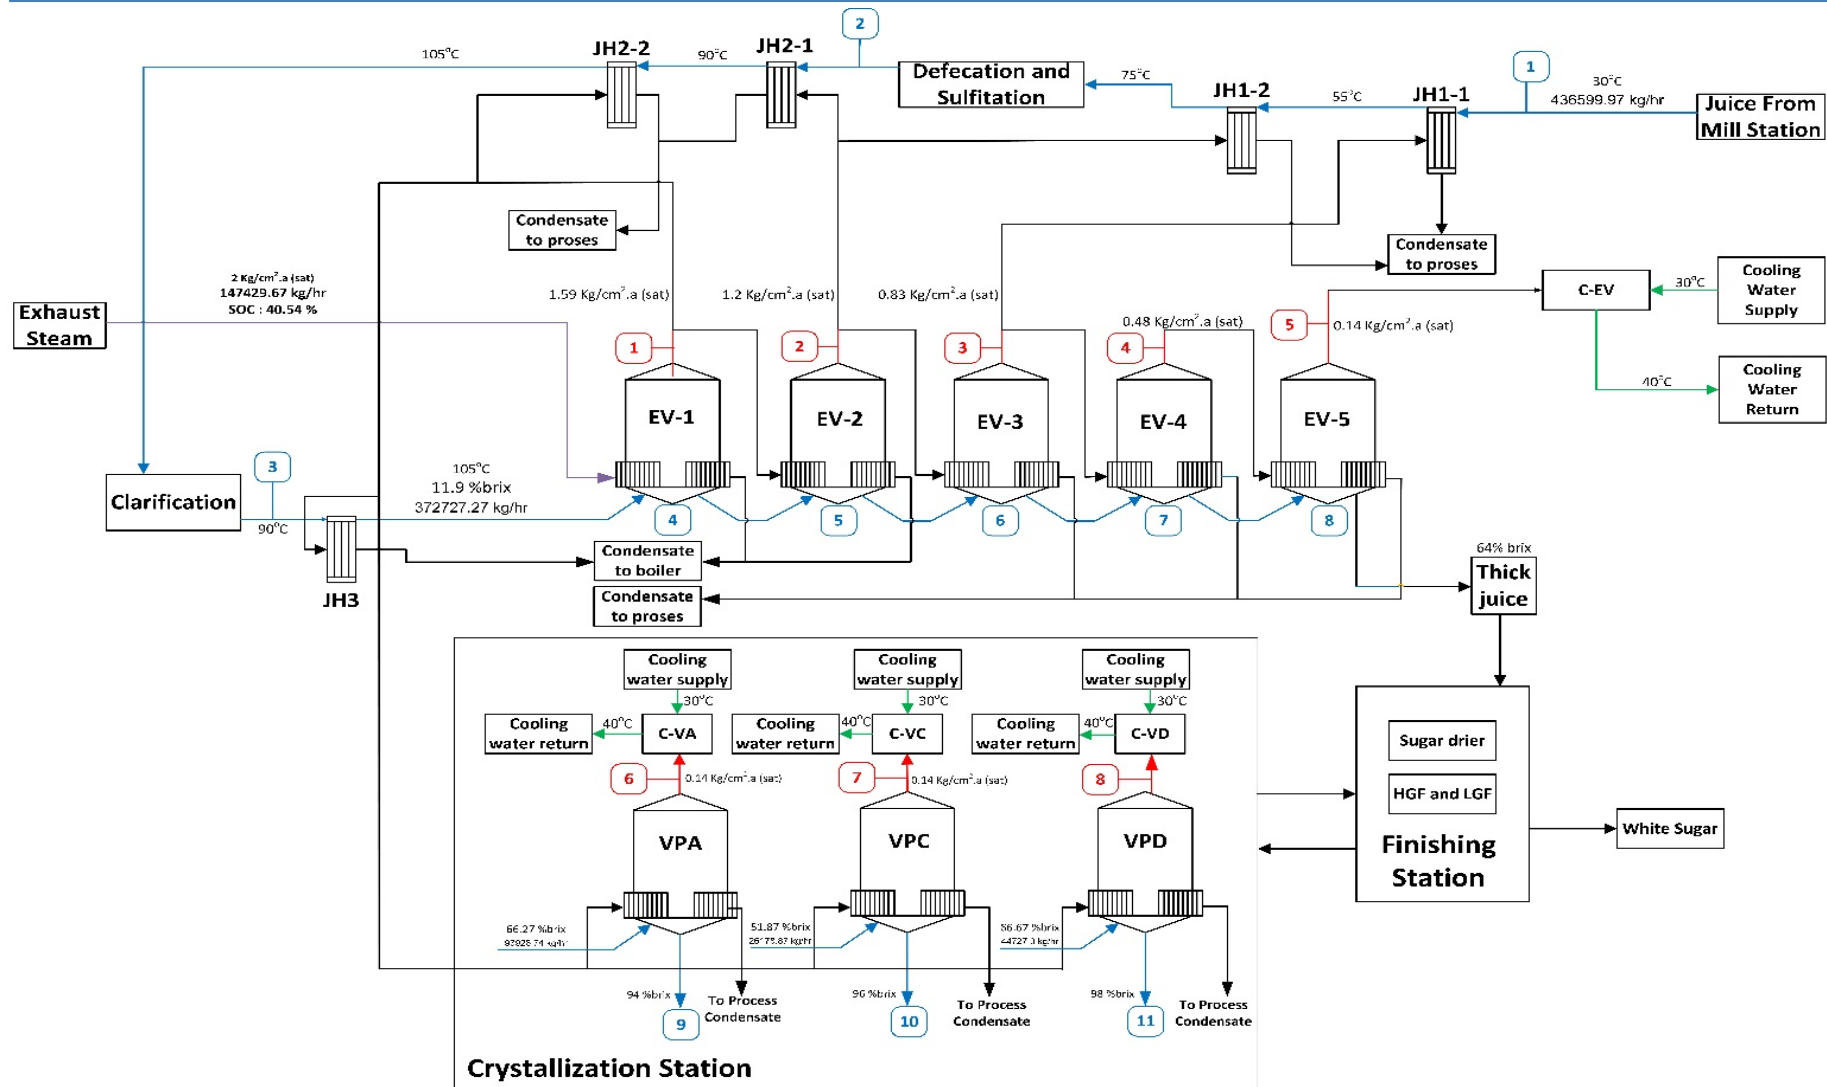 2
JH2-2
JH2-1
105°C
90°C
Defecation and
Sulfitation
75°C
JH1-2
55°C
JH1-1
1
30°C
436599.97 kg/hr
Juice From
Mill Station
Condensate
to proses
Condensate
to proses
2 Kg/cm².a (sat)
147429.67 kg/hr
SOC : 40.54 %
Exhaust
Steam
1.59 Kg/cm².a (sat)
1.2 Kg/cm².a (sat)
0.83 Kg/cm².a (sat)
0.48 Kg/cm².a (sat)
0.14 Kg/cm².a (sat)
C-EV
30°C
Cooling
Water
Supply
40°C
Cooling
Water
Return
1
2
3
4
5
EV-1
EV-2
EV-3
EV-4
EV-5
Clarification
3
90°C
105°C
11.9 %brix
372727.27 kg/hr
4
5
6
7
8
JH3
Condensate
to boiler
Condensate
to proses
64% brix
Thick
juice
Cooling
water supply
30°C
Cooling
water return
40°C
C-VA
6
0.14 Kg/cm².a (sat)
VPA
66.27 %brix
94 %brix
9
To Process
Condensate
Cooling
water supply
30°C
Cooling
water return
40°C
C-VC
7
0.14 Kg/cm².a (sat)
VPC
51.87 %brix
96 %brix
10
To Process
Condensate
Cooling
water supply
30°C
Cooling
water return
40°C
C-VD
8
VPD
%brix
98 %brix
11
To Process
Condensate
Crystallization Station
Sugar drier
HGF and LGF
Finishing
Station
White Sugar